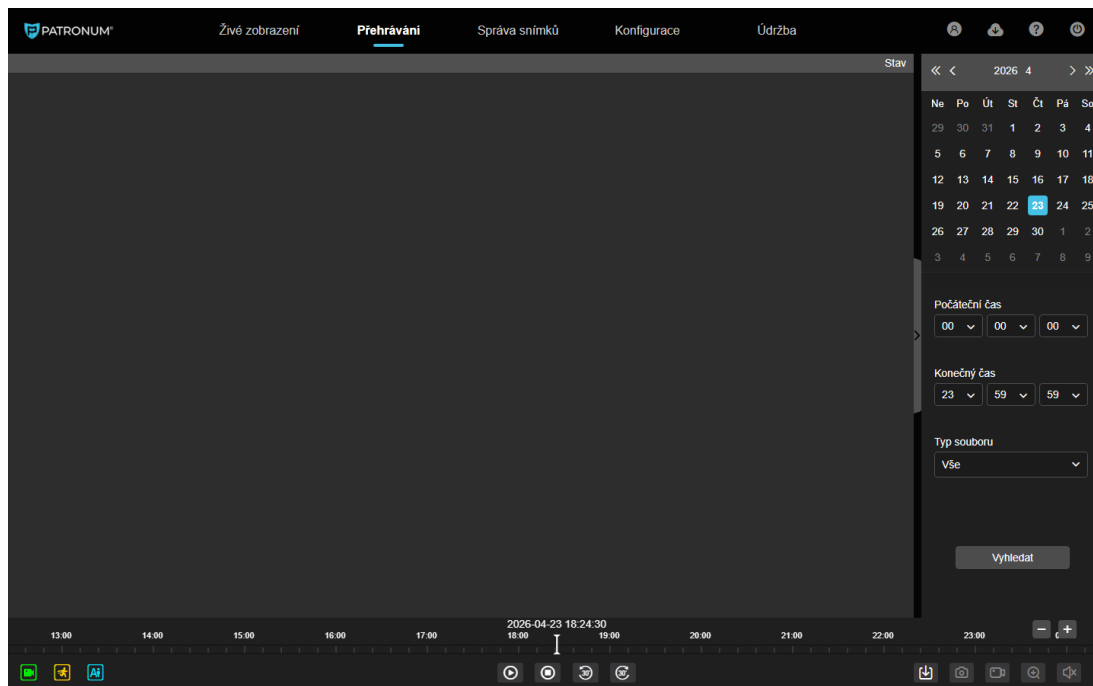 PATRONUM® Živé zobrazení Přehrávání Správa snímků Konfigurace Údržba
Stav
2026 4
Ne Po Út St Čt Pá So
29 30 31 1 2 3 4
5 6 7 8 9 10 11
12 13 14 15 16 17 18
19 20 21 22 23 24 25
26 27 28 29 30 1 2
3 4 5 6 7 8 9
Počáteční čas
00 00 00
Konečný čas
23 59 59
Typ souboru
Vše
Vyhledat
2026-04-23 18:24:30
13:00 14:00 15:00 16:00 17:00 18:00 19:00 20:00 21:00 22:00 23:00
30' 30'